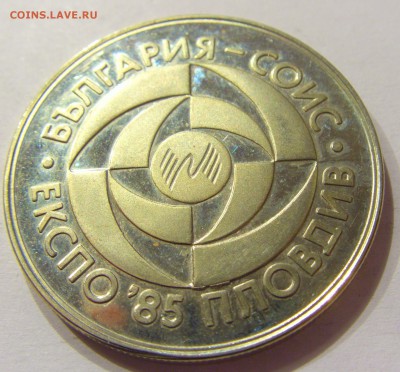 COINS.LAVE.RU
• БЪЛГАРИЯ – СОИС •
ЕКСПО '85 ПЛОВДИВ